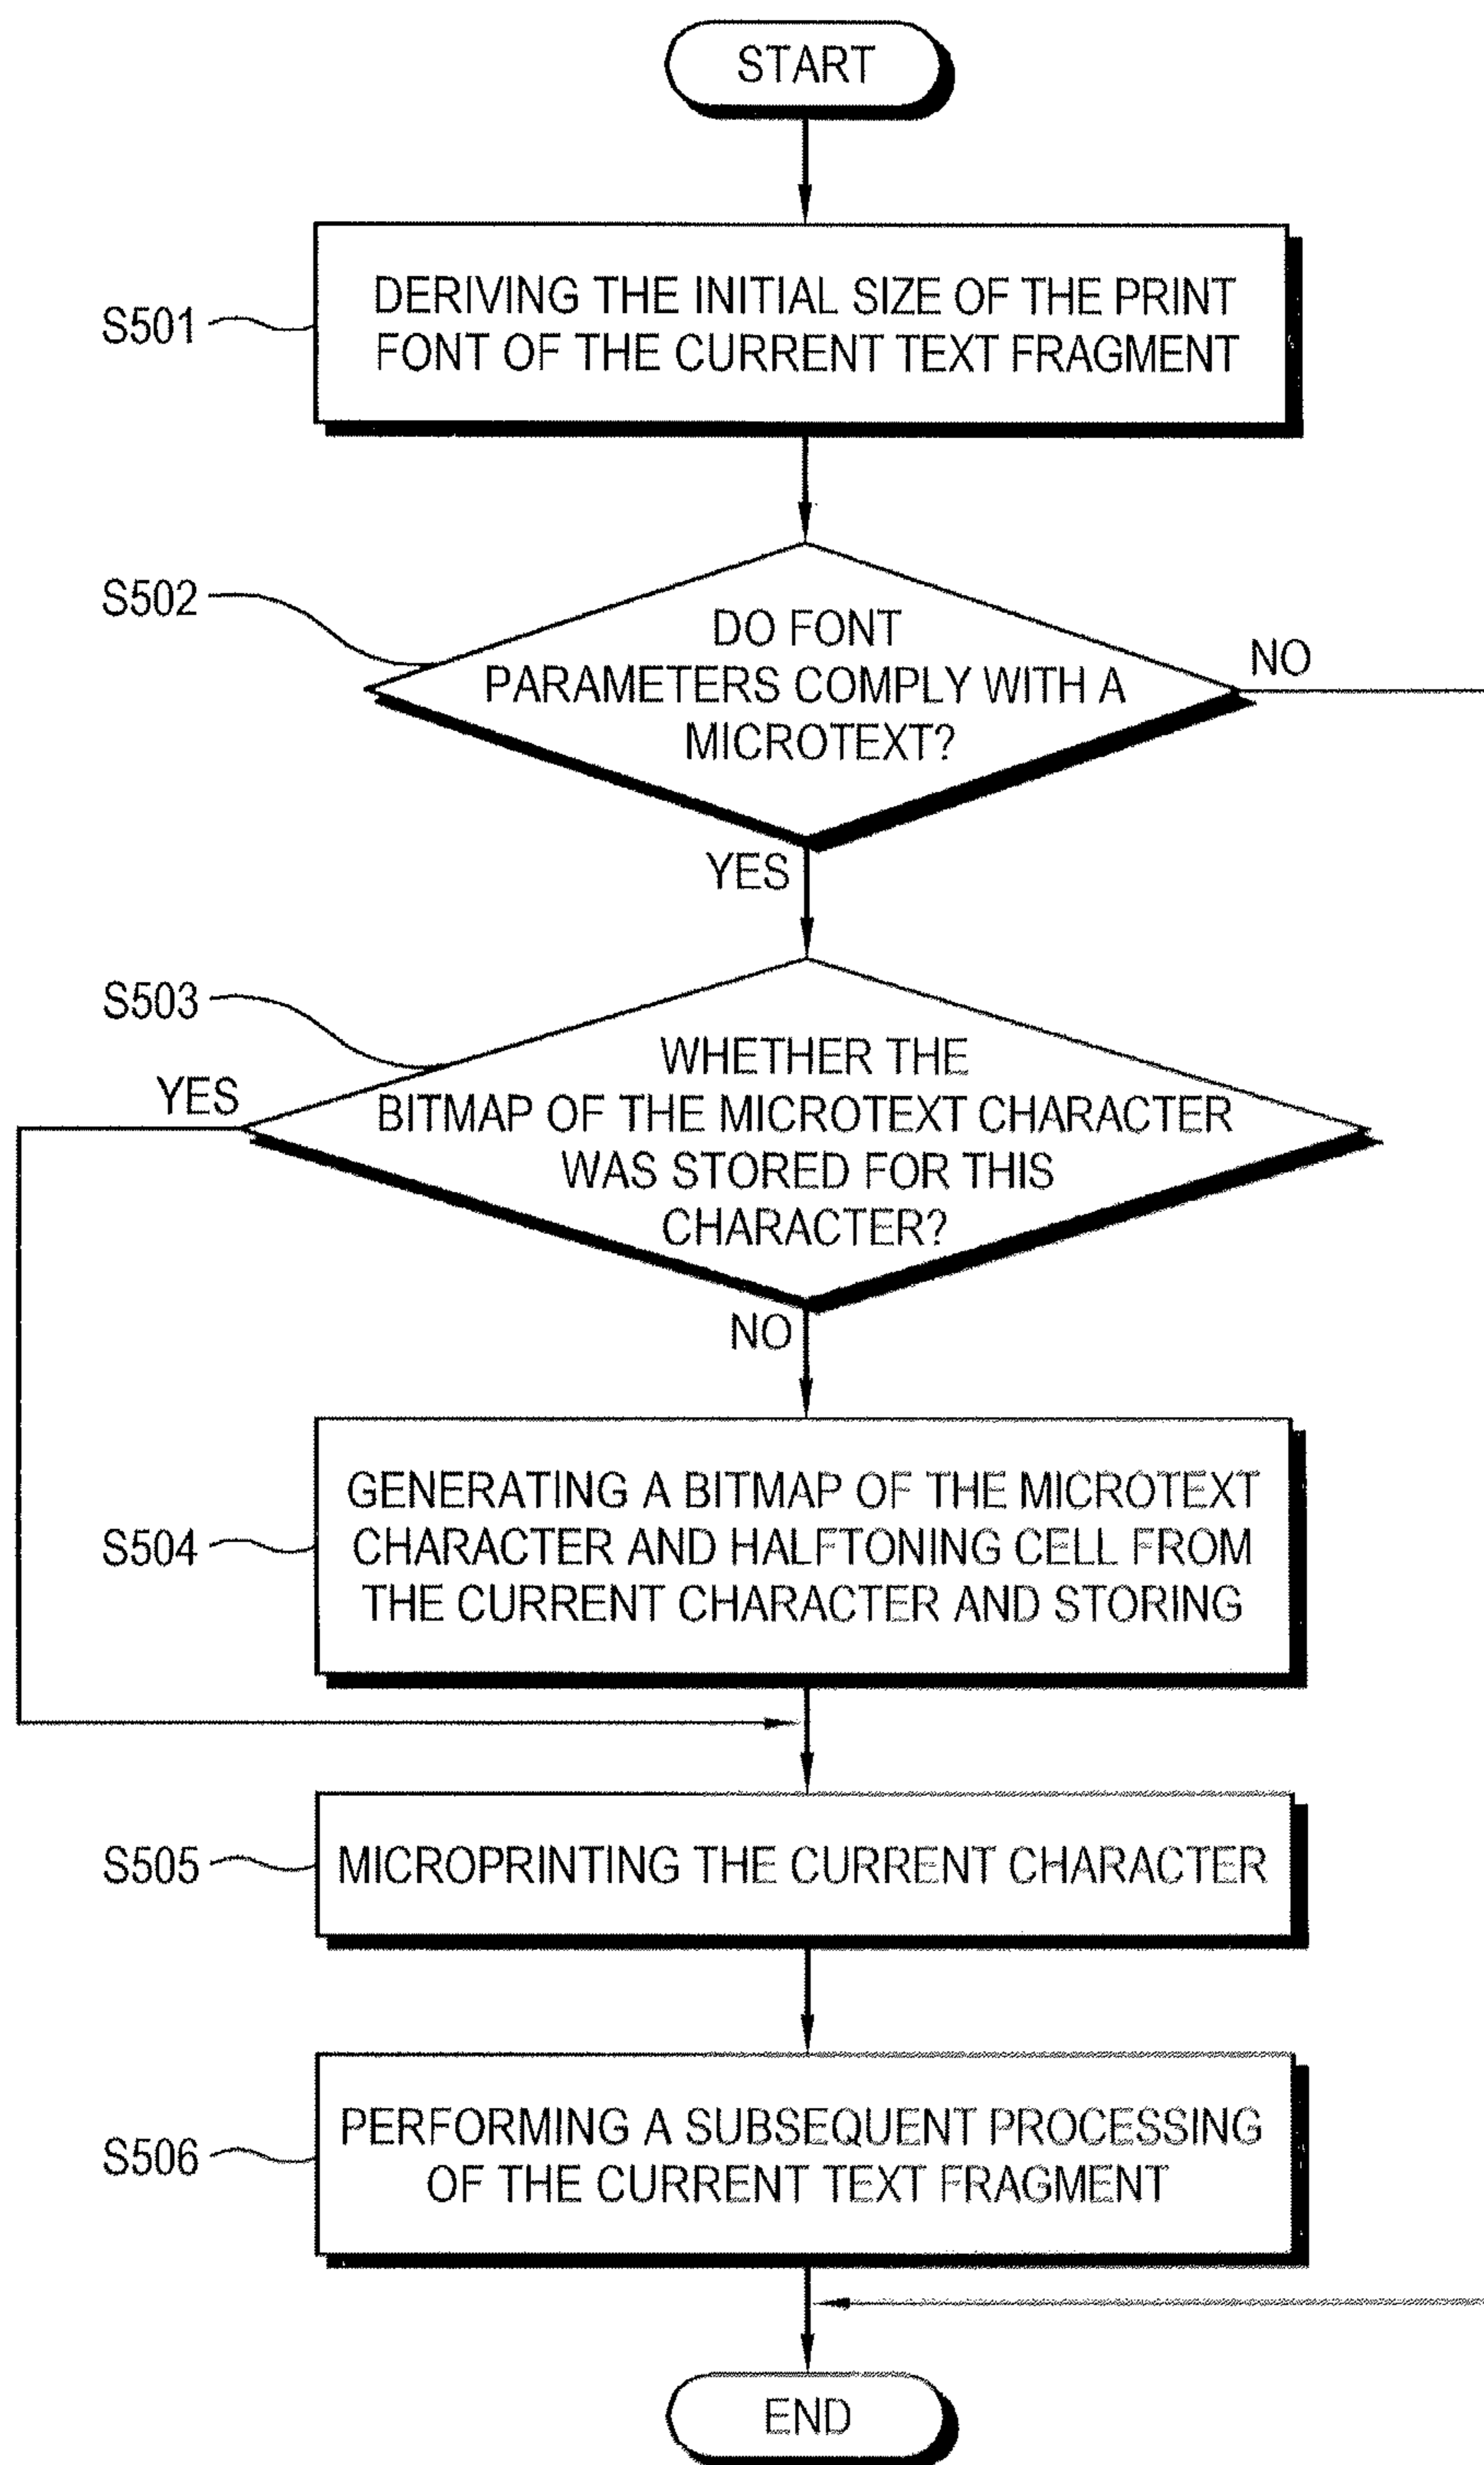 START
S501
DERIVING THE INITIAL SIZE OF THE PRINT
FONT OF THE CURRENT TEXT FRAGMENT
S502
DO FONT
PARAMETERS COMPLY WITH A
MICROTEXT?
NO
YES
S503
YES
WHETHER THE
BITMAP OF THE MICROTEXT CHARACTER
WAS STORED FOR THIS
CHARACTER?
NO
S504
GENERATING A BITMAP OF THE MICROTEXT
CHARACTER AND HALFTONING CELL FROM
THE CURRENT CHARACTER AND STORING
S505
MICROPRINTING THE CURRENT CHARACTER
S506
PERFORMING A SUBSEQUENT PROCESSING
OF THE CURRENT TEXT FRAGMENT
END